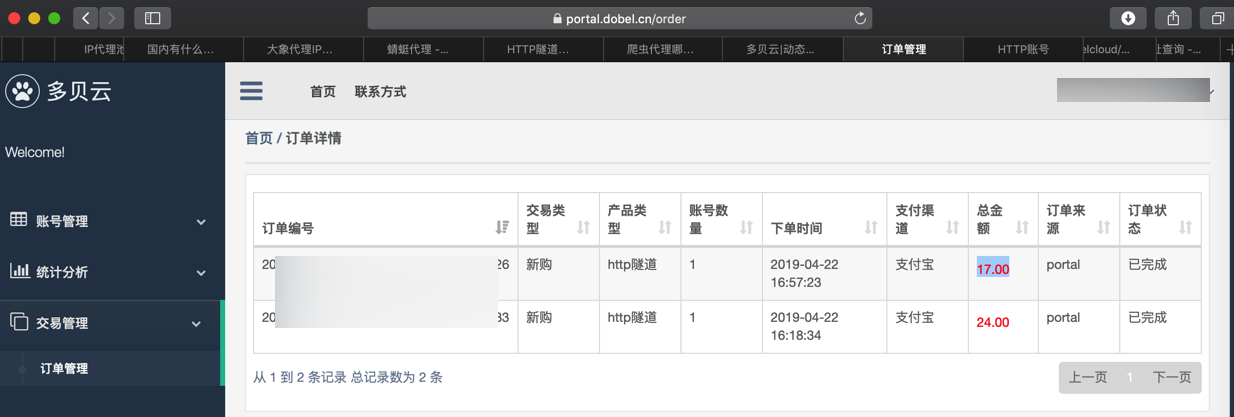 portal.dobel.cn/order
IP代理池
国内有什么...
大象代理IP...
蜻蜓代理 -...
HTTP隧道...
爬虫代理哪...
多贝云|动态...
订单管理
HTTP账号
elcloud/...
查询 -...
多贝云
首页 联系方式
首页 / 订单详情
Welcome!
账号管理
统计分析
交易管理
订单管理
订单编号 交易类型 产品类型 账号数量 下单时间 支付渠道 总金额 订单来源 订单状态
20 26 新购 http隧道 1 2019-04-22 16:57:23 支付宝 17.00 portal 已完成
20 33 新购 http隧道 1 2019-04-22 16:18:34 支付宝 24.00 portal 已完成
从 1 到 2 条记录 总记录数为 2 条
上一页 1 下一页